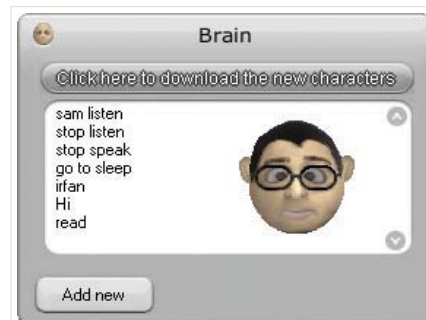 Brain
Click here to download the new characters
sam listen
stop listen
stop speak
go to sleep
irfan
Hi
read
Add new